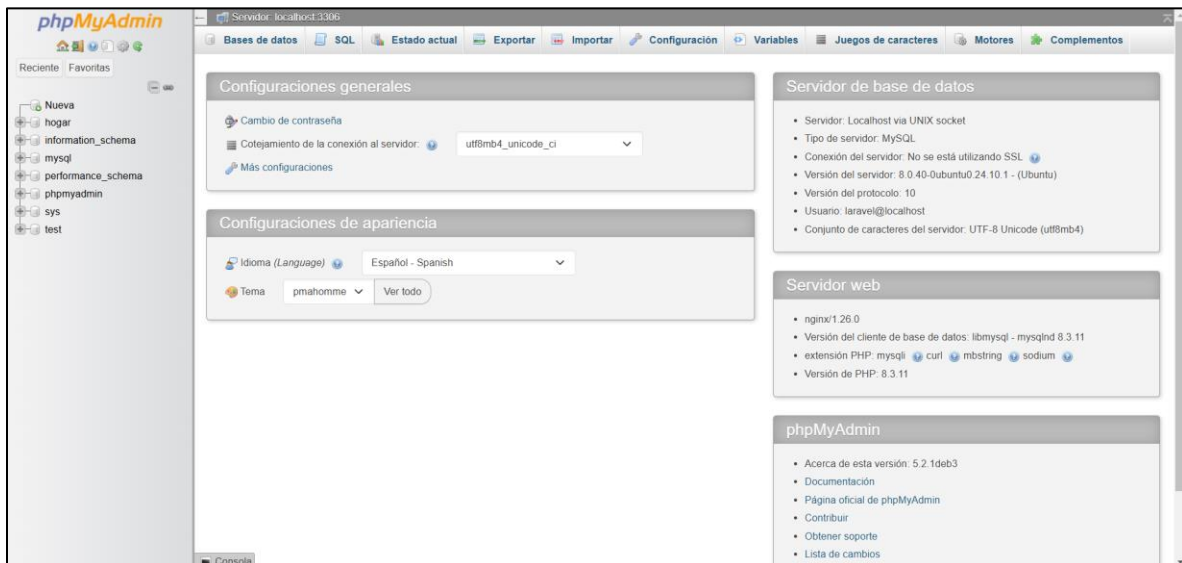 phpMyAdmin
Reciente Favoritas
Nueva
hogar
information_schema
mysql
performance_schema
phpmyadmin
sys
test
Servidor: localhost:3306
Bases de datos SQL Estado actual Exportar Importar Configuración Variables Juegos de caracteres Motores Complementos
Configuraciones generales
Cambio de contraseña
Cotejamiento de la conexión al servidor: utf8mb4_unicode_ci
Más configuraciones
Configuraciones de apariencia
Idioma (Language) Español - Spanish
Tema pmahomme Ver todo
Servidor de base de datos
Servidor: Localhost via UNIX socket
Tipo de servidor: MySQL
Conexión del servidor: No se está utilizando SSL
Versión del servidor: 8.0.40-0ubuntu0.24.10.1 - (Ubuntu)
Versión del protocolo: 10
Usuario: laravel@localhost
Conjunto de caracteres del servidor: UTF-8 Unicode (utf8mb4)
Servidor web
nginx/1.26.0
Versión del cliente de base de datos: libmysql - mysqlnd 8.3.11
extensión PHP: mysqli curl mbstring sodium
Versión de PHP: 8.3.11
phpMyAdmin
Acerca de esta versión: 5.2.1deb3
Documentación
Página oficial de phpMyAdmin
Contribuir
Obtener soporte
Lista de cambios
Consola